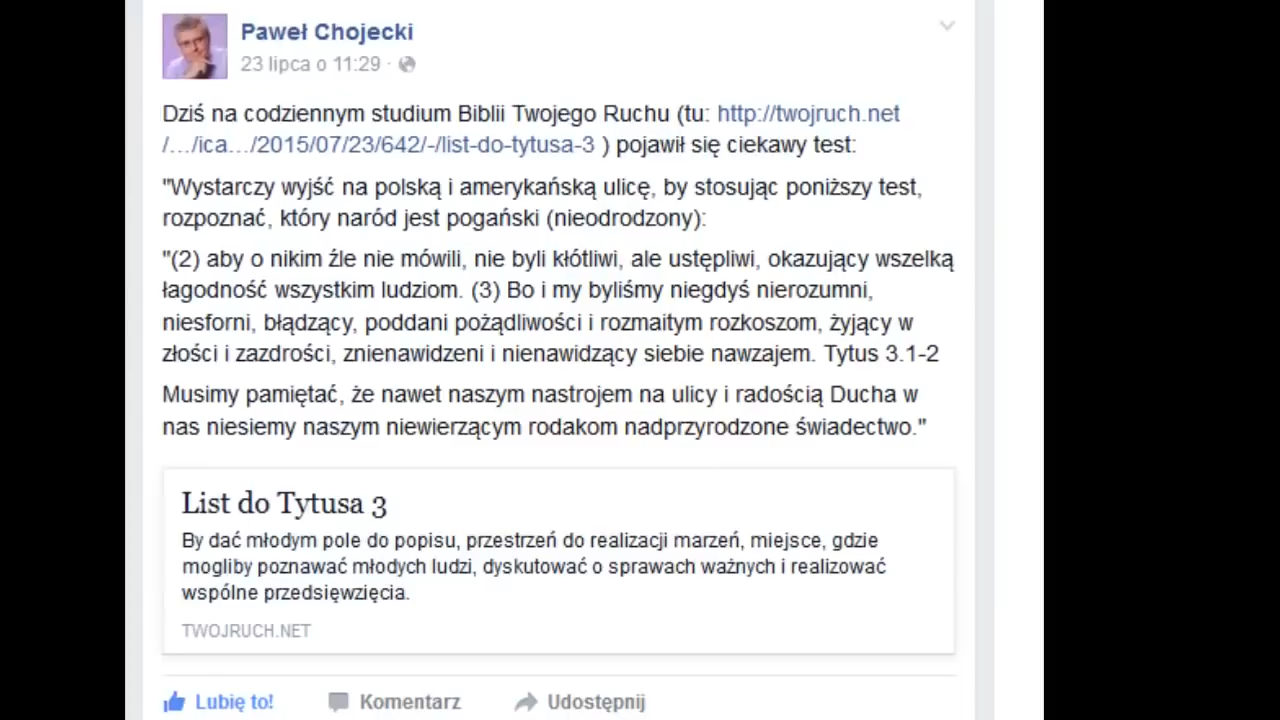 Paweł Chojecki
23 lipca o 11:29 ·
Dziś na codziennym studium Biblii Twojego Ruchu (tu: http://twojruch.net
/…/ica…/2015/07/23/642/-/list-do-tytusa-3 ) pojawił się ciekawy test:
"Wystarczy wyjść na polską i amerykańską ulicę, by stosując poniższy test,
rozpoznać, który naród jest pogański (nieodrodzony):
"(2) aby o nikim źle nie mówili, nie byli kłótliwi, ale ustępliwi, okazujący wszelką
łagodność wszystkim ludziom. (3) Bo i my byliśmy niegdyś nierozumni,
niesforni, błądzący, poddani pożądliwości i rozmaitym rozkoszom, żyjący w
złości i zazdrości, znienawidzeni i nienawidzący siebie nawzajem. Tytus 3.1-2
Musimy pamiętać, że nawet naszym nastrojem na ulicy i radością Ducha w
nas niesiemy naszym niewierzącym rodakom nadprzyrodzone świadectwo."
List do Tytusa 3
By dać młodym pole do popisu, przestrzeń do realizacji marzeń, miejsce, gdzie
mogliby poznawać młodych ludzi, dyskutować o sprawach ważnych i realizować
wspólne przedsięwzięcia.
TWOJRUCH.NET
Lubię to! Komentarz Udostępnij